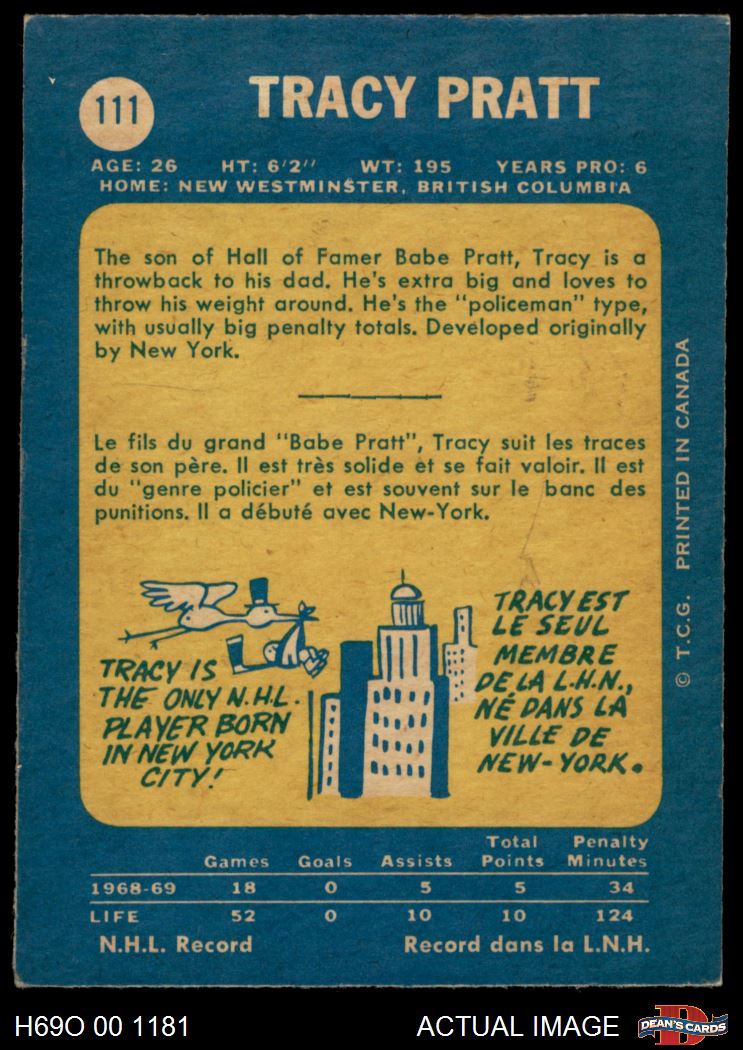 111
TRACY PRATT
AGE: 26 HT: 6'2" WT: 195 YEARS PRO: 6
HOME: NEW WESTMINSTER, BRITISH COLUMBIA
The son of Hall of Famer Babe Pratt, Tracy is a
throwback to his dad. He's extra big and loves to
throw his weight around. He's the "policeman" type,
with usually big penalty totals. Developed originally
by New York.
Le fils du grand "Babe Pratt", Tracy suit les traces
de son père. Il est très solide et se fait valoir. Il est
du "genre policier" et est souvent sur le banc des
punitions. Il a débuté avec New-York.
TRACY IS
THE ONLY N.H.L.
PLAYER BORN
IN NEW YORK
CITY!
TRACY EST
LE SEUL
MEMBRE
DE LA L.H.N.,
NÉ DANS LA
VILLE DE
NEW-YORK.
© T.C.G. PRINTED IN CANADA
Games Goals Assists Total Points Penalty Minutes
1968-69 18 0 5 5 34
LIFE 52 0 10 10 124
N.H.L. Record Record dans la L.N.H.
H69O 00 1181 ACTUAL IMAGE
D
DEAN'S CARDS